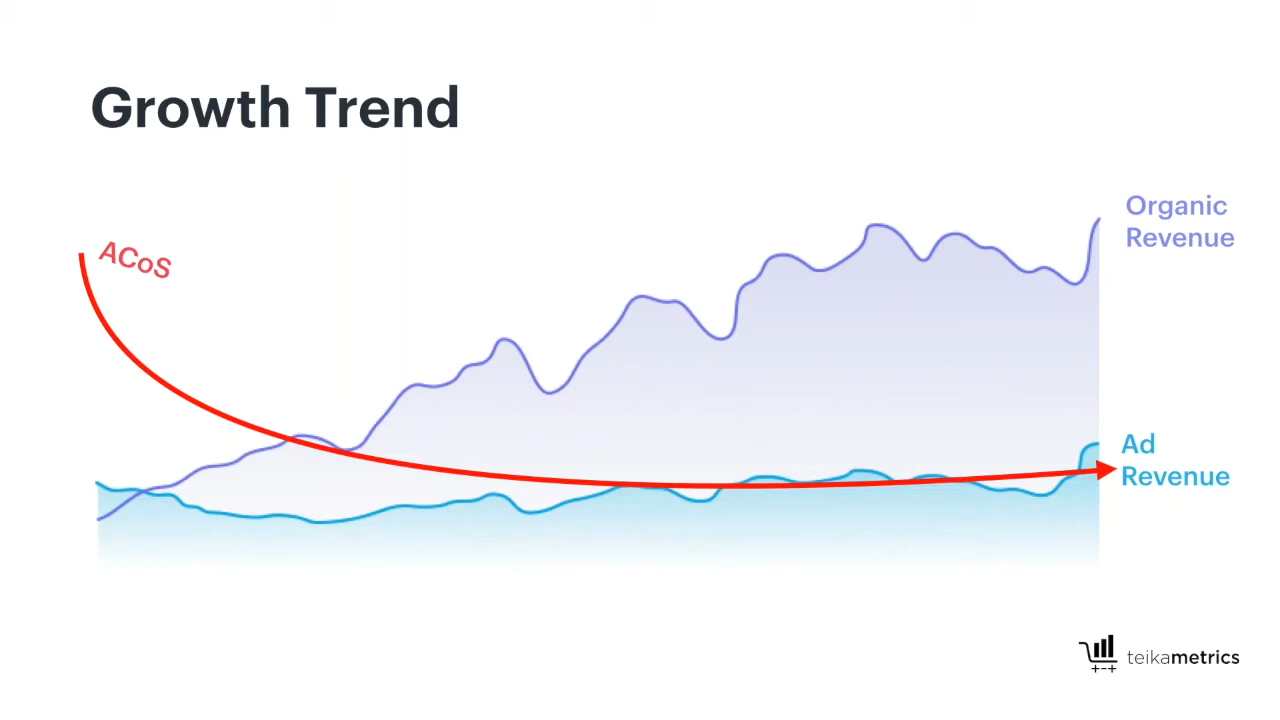 Growth Trend
Organic
Revenue
ACoS
Ad
Revenue
teikametrics